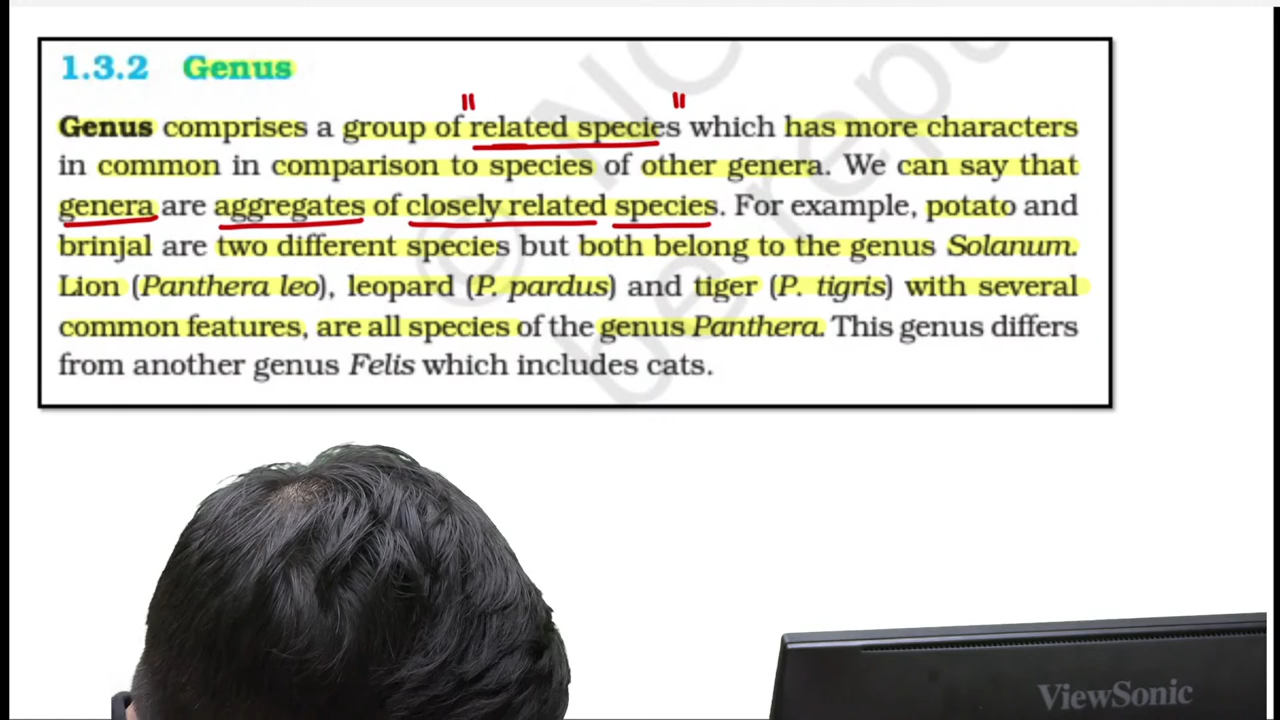 1.3.2 Genus
Genus comprises a group of "related species" which has more characters
in common in comparison to species of other genera. We can say that
genera are aggregates of closely related species. For example, potato and
brinjal are two different species but both belong to the genus Solanum.
Lion (Panthera leo), leopard (P. pardus) and tiger (P. tigris) with several
common features, are all species of the genus Panthera. This genus differs
from another genus Felis which includes cats.
© NC
be repu
ViewSonic